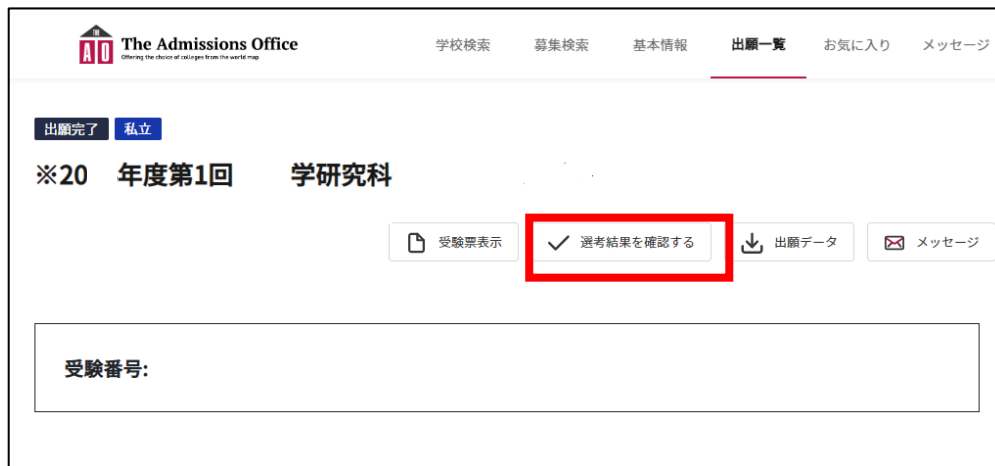 THE
AO
The Admissions Office
Offering the choice of colleges from the world map
学校検索 募集検索 基本情報 出願一覧 お気に入り メッセージ
出願完了 私立
※20 年度第1回 学研究科
受験票表示 選考結果を確認する 出願データ メッセージ
受験番号: